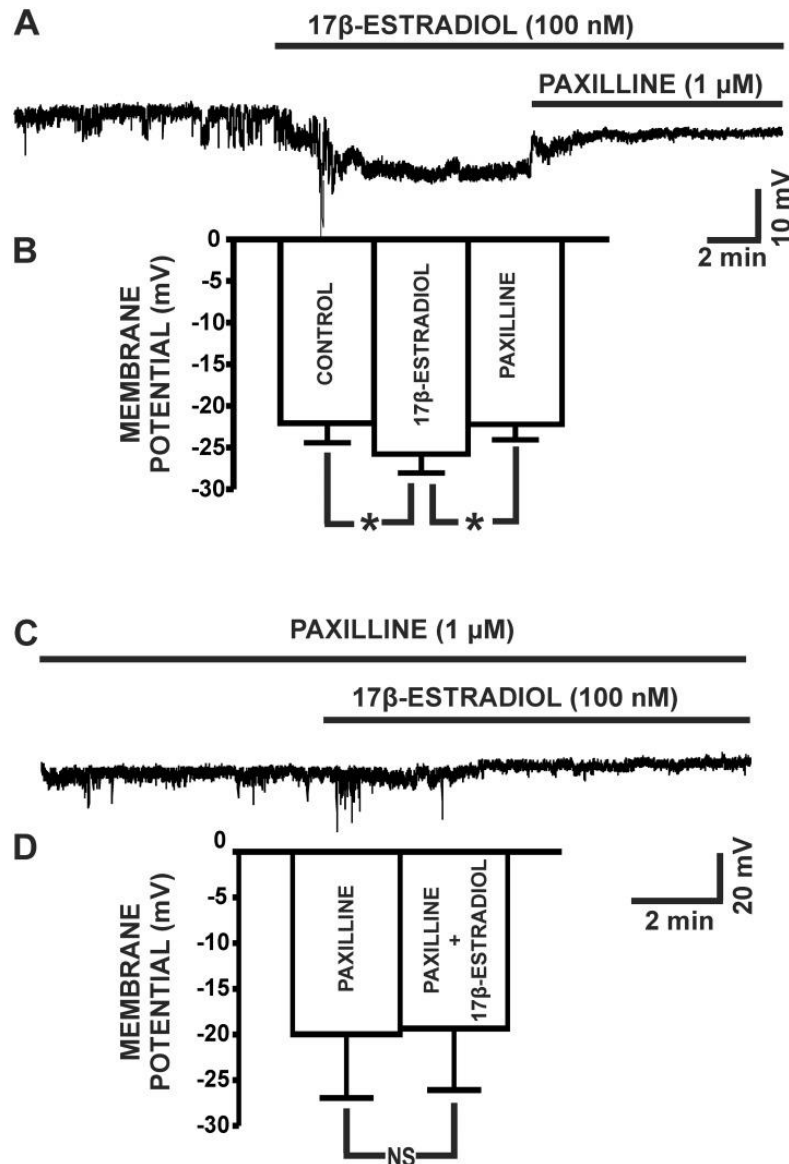 A
17β-ESTRADIOL (100 nM)
PAXILLINE (1 µM)
10 mV
2 min
B
MEMBRANE
POTENTIAL (mV)
0
-5
-10
-15
-20
-25
-30
CONTROL
17β-ESTRADIOL
PAXILLINE
*
*
C
PAXILLINE (1 µM)
17β-ESTRADIOL (100 nM)
D
MEMBRANE
POTENTIAL (mV)
0
-5
-10
-15
-20
-25
-30
PAXILLINE
PAXILLINE
+
17β-ESTRADIOL
20 mV
2 min
NS